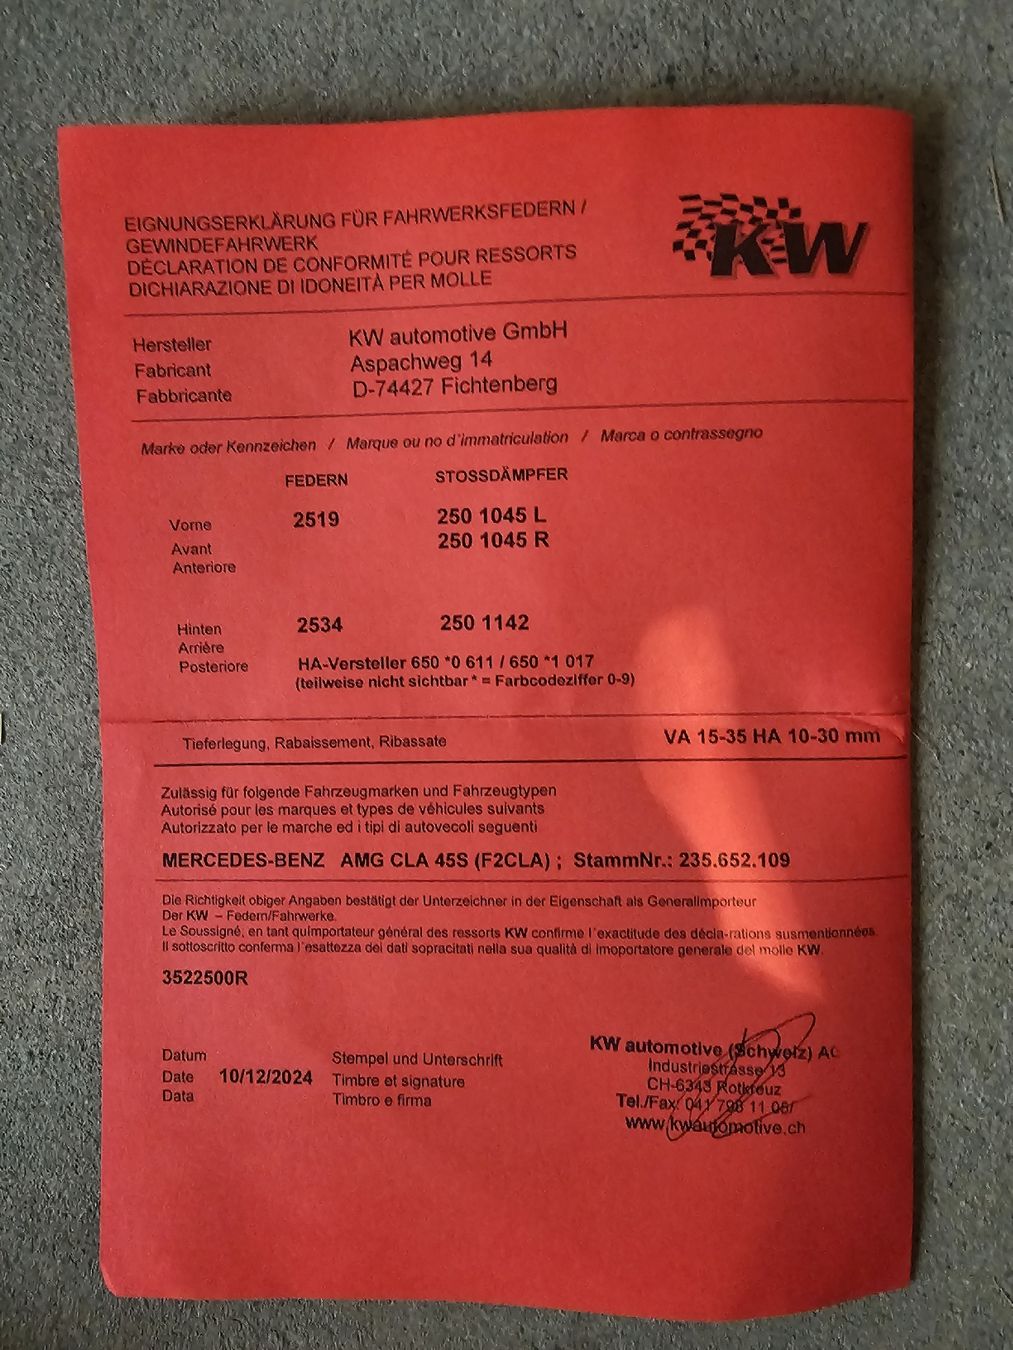 EIGNUNGSERKLÄRUNG FÜR FAHRWERKSFEDERN /
GEWINDEFAHRWERK
DÉCLARATION DE CONFORMITÉ POUR RESSORTS
DICHIARAZIONE DI IDONEITÀ PER MOLLE
KW
Hersteller
Fabricant
Fabbricante
KW automotive GmbH
Aspachweg 14
D-74427 Fichtenberg
Marke oder Kennzeichen / Marque ou no d'immatriculation / Marca o contrassegno
FEDERN STOSSDÄMPFER
Vorne 2519 250 1045 L
Avant 250 1045 R
Anteriore
Hinten 2534 250 1142
Arrière
Posteriore HA-Versteller 650 *0 611 / 650 *1 017
(teilweise nicht sichtbar * = Farbcodeziffer 0-9)
Tieferlegung, Rabaissement, Ribassate VA 15-35 HA 10-30 mm
Zulässig für folgende Fahrzeugmarken und Fahrzeugtypen
Autorisé pour les marques et types de véhicules suivants
Autorizzato per le marche ed i tipi di autovecoli seguenti
MERCEDES-BENZ AMG CLA 45S (F2CLA) ; StammNr.: 235.652.109
Die Richtigkeit obiger Angaben bestätigt der Unterzeichner in der Eigenschaft als Generalimporteur
Der KW – Federn/Fahrwerke.
Le Soussigné, en tant quimportateur général des ressorts KW confirme l'exactitude des décla-rations susmentionnées
Il sottoscritto conferma l'esattezza dei dati sopracitati nella sua qualità di imoportatore generale del molle KW.
3522500R
Datum Stempel und Unterschrift
Date 10/12/2024 Timbre et signature
Data Timbro e firma
KW automotive (Schweiz) AG
Industriestrasse 13
CH-6343 Rotkreuz
Tel./Fax: 041 798 11 08/
www.kwautomotive.ch